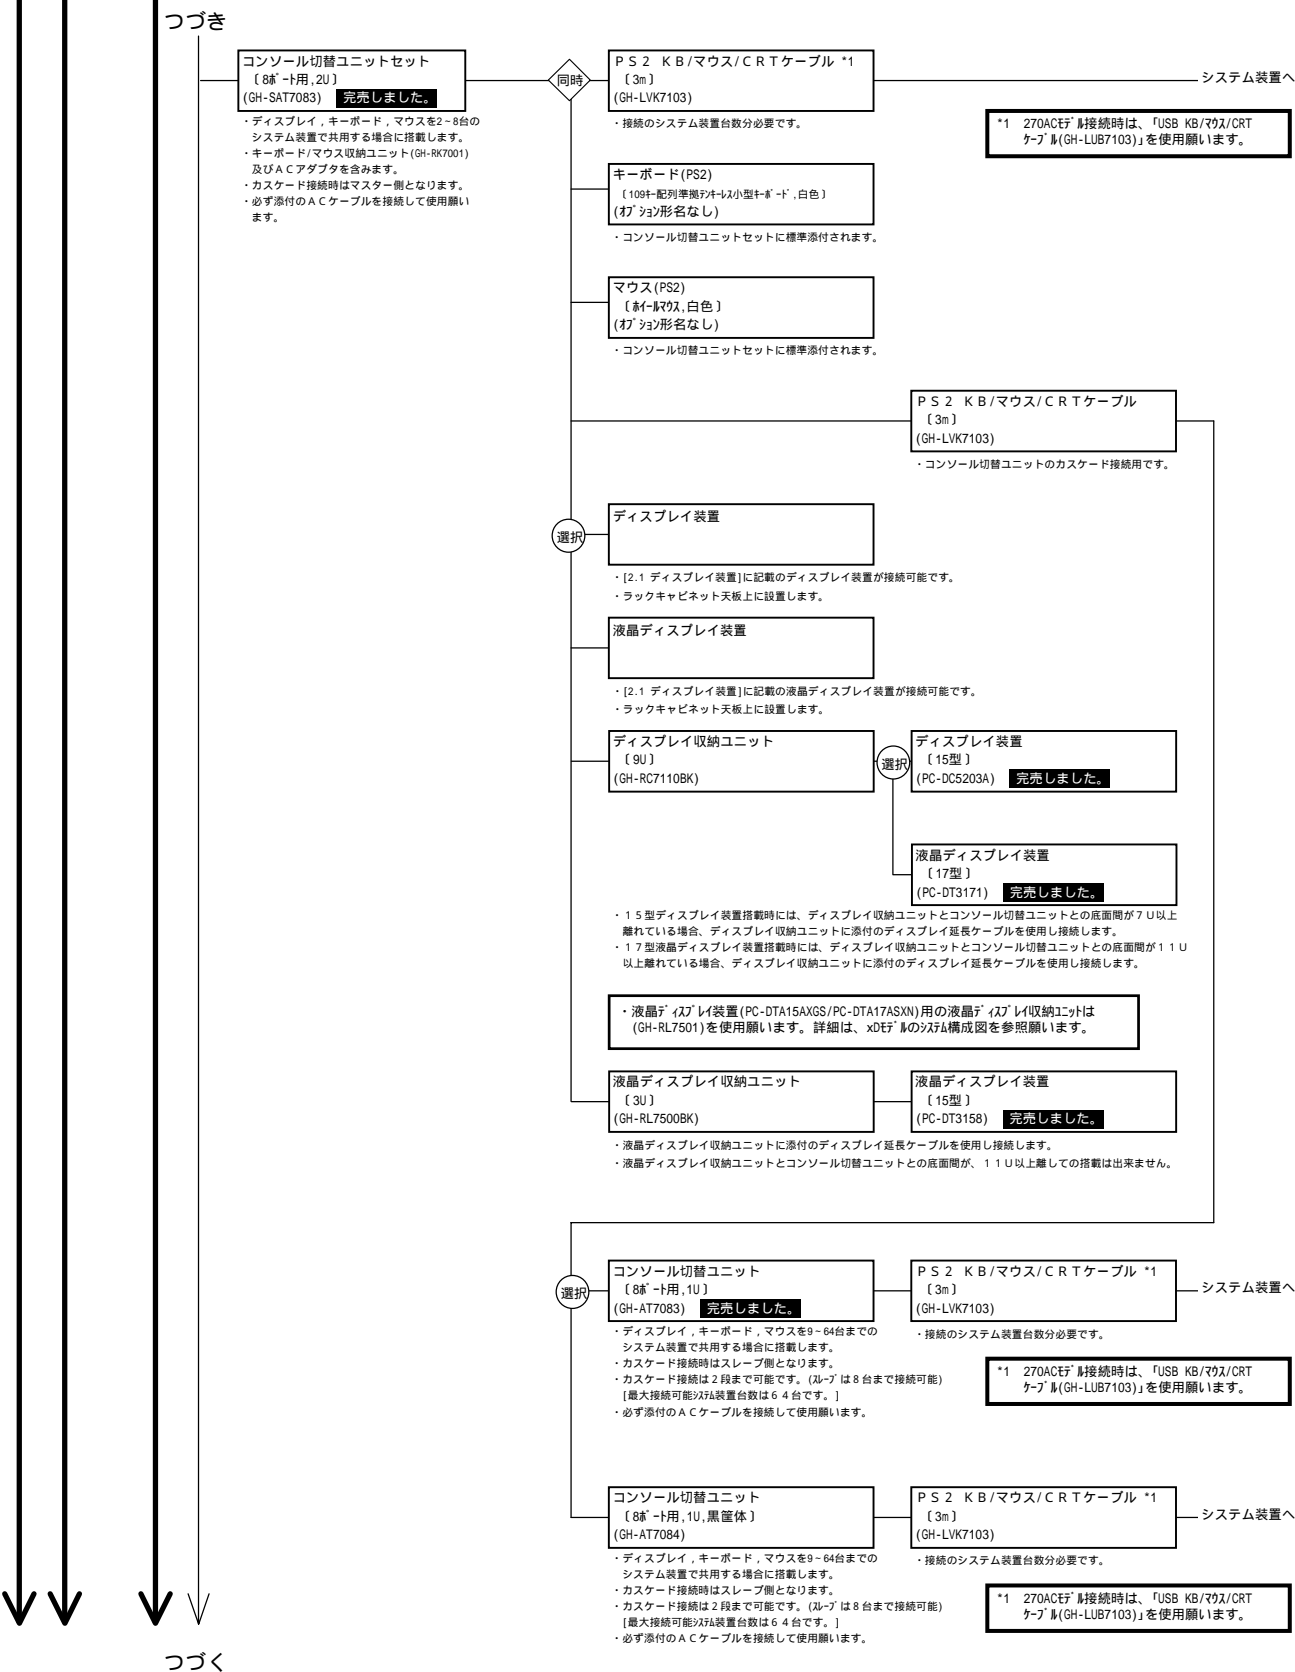 つづき
コンソール切替ユニットセット
〔8ﾎﾟｰﾄ用,2U〕
(GH-SAT7083) 完売しました。
・ディスプレイ，キーボード，マウスを2~8台の
システム装置で共用する場合に搭載します。
・キーボード/マウス収納ユニット(GH-RK7001)
及びＡＣアダプタを含みます。
・カスケード接続時はマスター側となります。
・必ず添付のＡＣケーブルを接続して使用願い
ます。
同時
ＰＳ２ ＫＢ/マウス/ＣＲＴケーブル *1
〔3m〕
(GH-LVK7103)
・接続のシステム装置台数分必要です。
システム装置へ
*1 270ACﾓﾃﾞﾙ接続時は、「USB KB/ﾏｳｽ/CRT
ｹｰﾌﾞﾙ(GH-LUB7103)」を使用願います。
キーボード(PS2)
〔109ｷｰ配列準拠ﾃﾝｷｰﾚｽ小型ｷｰﾎﾞｰﾄﾞ,白色〕
(ｵﾌﾟｼｮﾝ形名なし)
・コンソール切替ユニットセットに標準添付されます。
マウス(PS2)
〔ﾎｲｰﾙﾏｳｽ,白色〕
(ｵﾌﾟｼｮﾝ形名なし)
・コンソール切替ユニットセットに標準添付されます。
ＰＳ２ ＫＢ/マウス/ＣＲＴケーブル
〔3m〕
(GH-LVK7103)
・コンソール切替ユニットのカスケード接続用です。
選択
ディスプレイ装置
・[2.1 ディスプレイ装置]に記載のディスプレイ装置が接続可能です。
・ラックキャビネット天板上に設置します。
液晶ディスプレイ装置
・[2.1 ディスプレイ装置]に記載の液晶ディスプレイ装置が接続可能です。
・ラックキャビネット天板上に設置します。
ディスプレイ収納ユニット
〔9U〕
(GH-RC7110BK)
選択
ディスプレイ装置
〔15型〕
(PC-DC5203A) 完売しました。
液晶ディスプレイ装置
〔17型〕
(PC-DT3171) 完売しました。
・１５型ディスプレイ装置搭載時には、ディスプレイ収納ユニットとコンソール切替ユニットとの底面間が７Ｕ以上
離れている場合、ディスプレイ収納ユニットに添付のディスプレイ延長ケーブルを使用し接続します。
・１７型液晶ディスプレイ装置搭載時には、ディスプレイ収納ユニットとコンソール切替ユニットとの底面間が１１Ｕ
以上離れている場合、ディスプレイ収納ユニットに添付のディスプレイ延長ケーブルを使用し接続します。
・液晶ﾃﾞｨｽﾌﾟﾚｲ装置(PC-DTA15AXGS/PC-DTA17ASXN)用の液晶ﾃﾞｨｽﾌﾟﾚｲ収納ﾕﾆｯﾄは
(GH-RL7501)を使用願います。詳細は、xDﾓﾃﾞﾙのｼｽﾃﾑ構成図を参照願います。
液晶ディスプレイ収納ユニット
〔3U〕
(GH-RL7500BK)
液晶ディスプレイ装置
〔15型〕
(PC-DT3158) 完売しました。
・液晶ディスプレイ収納ユニットに添付のディスプレイ延長ケーブルを使用し接続します。
・液晶ディスプレイ収納ユニットとコンソール切替ユニットとの底面間が、１１Ｕ以上離しての搭載は出来ません。
選択
コンソール切替ユニット
〔8ﾎﾟｰﾄ用,1U〕
(GH-AT7083) 完売しました。
・ディスプレイ，キーボード，マウスを9~64台までの
システム装置で共用する場合に搭載します。
・カスケード接続時はスレーブ側となります。
・カスケード接続は２段まで可能です。(ｽﾚｰﾌﾞは８台まで接続可能)
[最大接続可能ｼｽﾃﾑ装置台数は６４台です。]
・必ず添付のＡＣケーブルを接続して使用願います。
ＰＳ２ ＫＢ/マウス/ＣＲＴケーブル *1
〔3m〕
(GH-LVK7103)
・接続のシステム装置台数分必要です。
システム装置へ
*1 270ACﾓﾃﾞﾙ接続時は、「USB KB/ﾏｳｽ/CRT
ｹｰﾌﾞﾙ(GH-LUB7103)」を使用願います。
コンソール切替ユニット
〔8ﾎﾟｰﾄ用,1U,黒筐体〕
(GH-AT7084)
・ディスプレイ，キーボード，マウスを9~64台までの
システム装置で共用する場合に搭載します。
・カスケード接続時はスレーブ側となります。
・カスケード接続は２段まで可能です。(ｽﾚｰﾌﾞは８台まで接続可能)
[最大接続可能ｼｽﾃﾑ装置台数は６４台です。]
・必ず添付のＡＣケーブルを接続して使用願います。
ＰＳ２ ＫＢ/マウス/ＣＲＴケーブル *1
〔3m〕
(GH-LVK7103)
・接続のシステム装置台数分必要です。
システム装置へ
*1 270ACﾓﾃﾞﾙ接続時は、「USB KB/ﾏｳｽ/CRT
ｹｰﾌﾞﾙ(GH-LUB7103)」を使用願います。
つづく